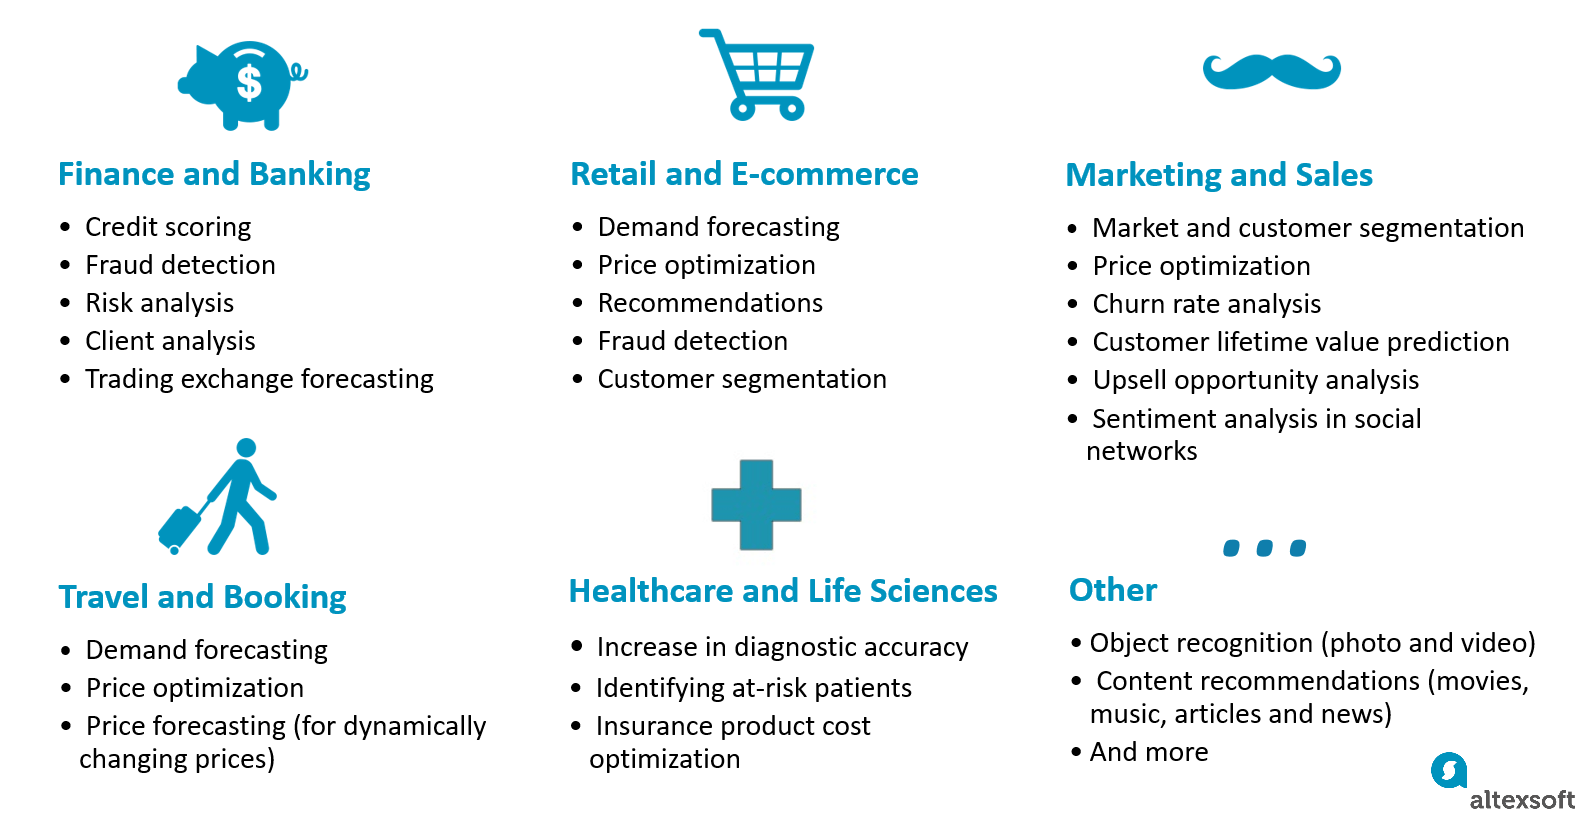 $
Finance and Banking
• Credit scoring
• Fraud detection
• Risk analysis
• Client analysis
• Trading exchange forecasting
Retail and E-commerce
• Demand forecasting
• Price optimization
• Recommendations
• Fraud detection
• Customer segmentation
Marketing and Sales
• Market and customer segmentation
• Price optimization
• Churn rate analysis
• Customer lifetime value prediction
• Upsell opportunity analysis
• Sentiment analysis in social
networks
Travel and Booking
• Demand forecasting
• Price optimization
• Price forecasting (for dynamically
changing prices)
Healthcare and Life Sciences
• Increase in diagnostic accuracy
• Identifying at-risk patients
• Insurance product cost
optimization
Other
• Object recognition (photo and video)
• Content recommendations (movies,
music, articles and news)
• And more
altexsoft